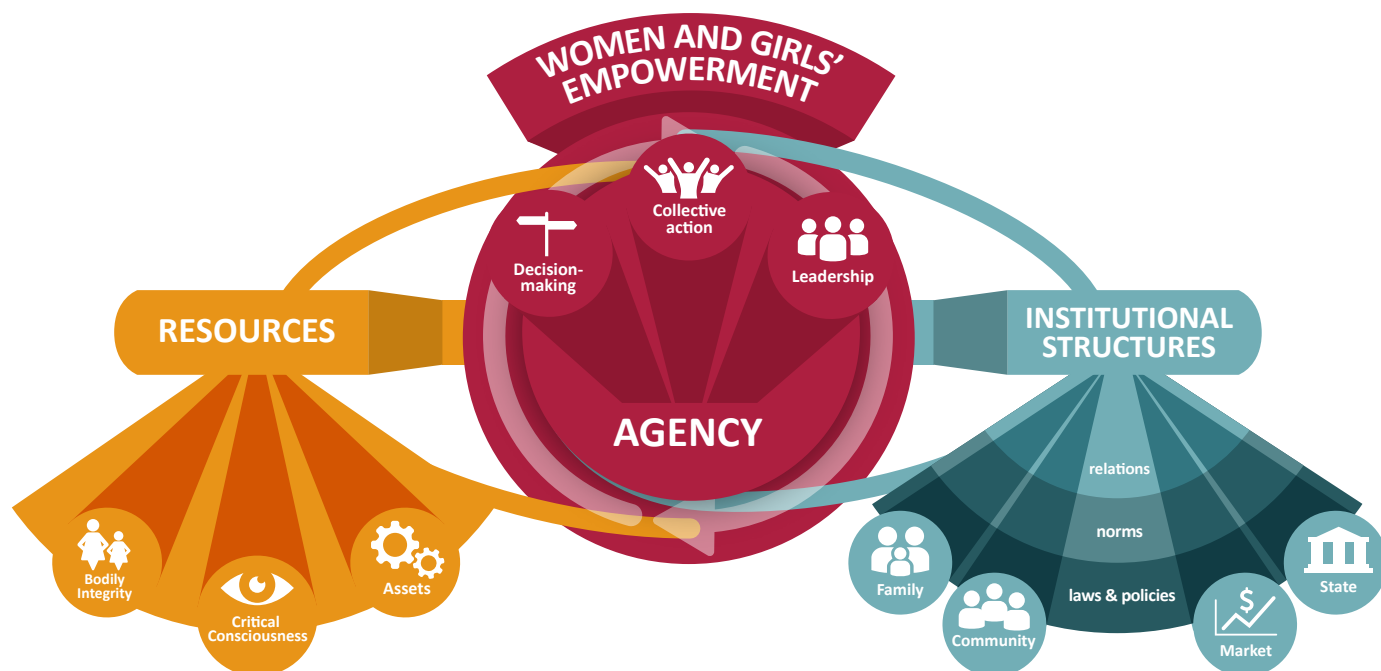 WOMEN AND GIRLS'
EMPOWERMENT
Collective
action
Decision-
making
Leadership
AGENCY
RESOURCES
Bodily
Integrity
Critical
Consciousness
Assets
INSTITUTIONAL
STRUCTURES
relations
norms
laws & policies
Family
Community
$
Market
State